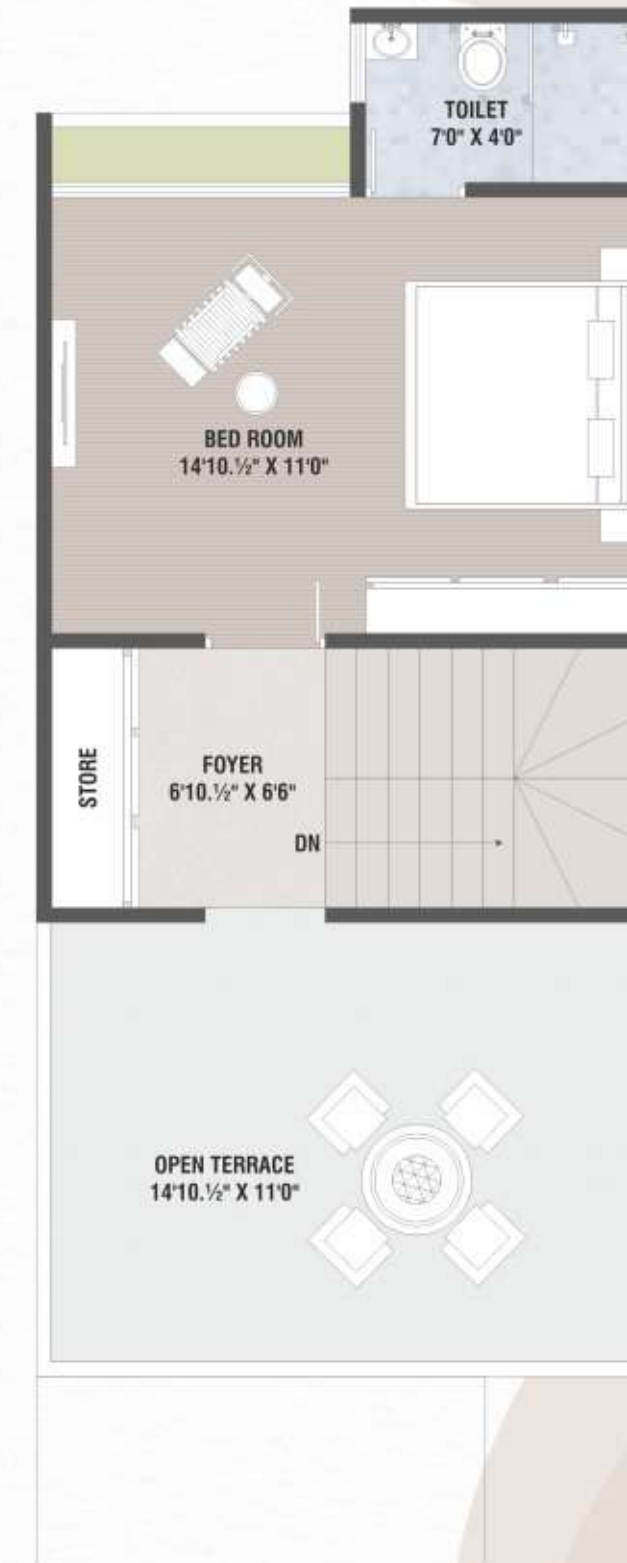 TOILET
7'0" X 4'0"
BED ROOM
14'10.½" X 11'0"
STORE
FOYER
6'10.½" X 6'6"
DN
OPEN TERRACE
14'10.½" X 11'0"